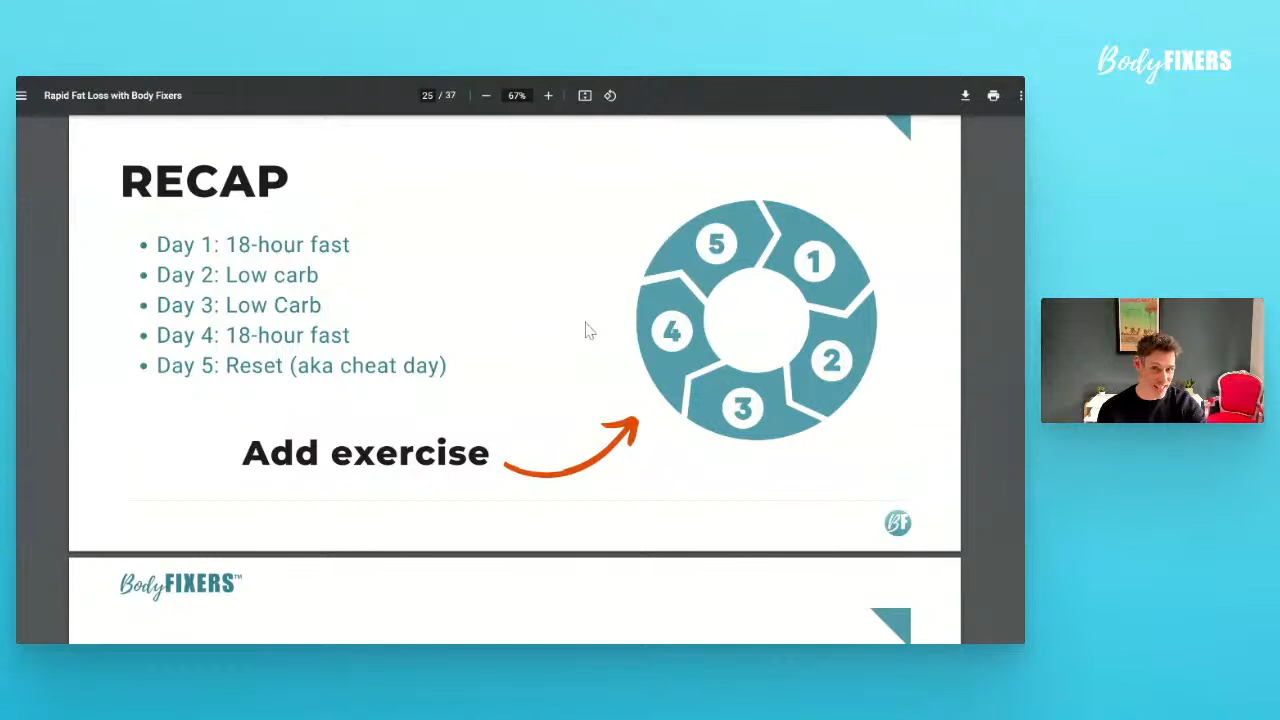 BodyFIXERS
Rapid Fat Loss with Body Fixers
25 / 37
67%
RECAP
• Day 1: 18-hour fast
• Day 2: Low carb
• Day 3: Low Carb
• Day 4: 18-hour fast
• Day 5: Reset (aka cheat day)
5
1
4
2
3
Add exercise
BF
BodyFIXERS™